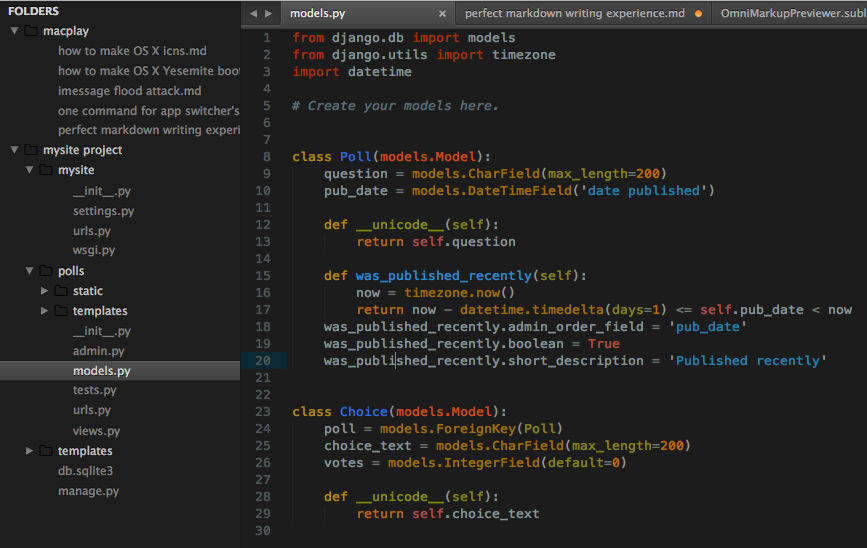 FOLDERS
macplay
how to make OS X icns.md
how to make OS X Yesemite boot
imessage flood attack.md
one command for app switcher's
perfect markdown writing experi
mysite project
mysite
__init__.py
settings.py
urls.py
wsgi.py
polls
static
templates
__init__.py
admin.py
models.py
tests.py
urls.py
views.py
templates
db.sqlite3
manage.py
models.py × perfect markdown writing experience.md OmniMarkupPreviewer.subl
1 from django.db import models
2 from django.utils import timezone
3 import datetime
4
5 # Create your models here.
6
7
8 class Poll(models.Model):
9     question = models.CharField(max_length=200)
10     pub_date = models.DateTimeField('date published')
11
12     def __unicode__(self):
13         return self.question
14
15     def was_published_recently(self):
16         now = timezone.now()
17         return now - datetime.timedelta(days=1) <= self.pub_date < now
18     was_published_recently.admin_order_field = 'pub_date'
19     was_published_recently.boolean = True
20     was_published_recently.short_description = 'Published recently'
21
22
23 class Choice(models.Model):
24     poll = models.ForeignKey(Poll)
25     choice_text = models.CharField(max_length=200)
26     votes = models.IntegerField(default=0)
27
28     def __unicode__(self):
29         return self.choice_text
30